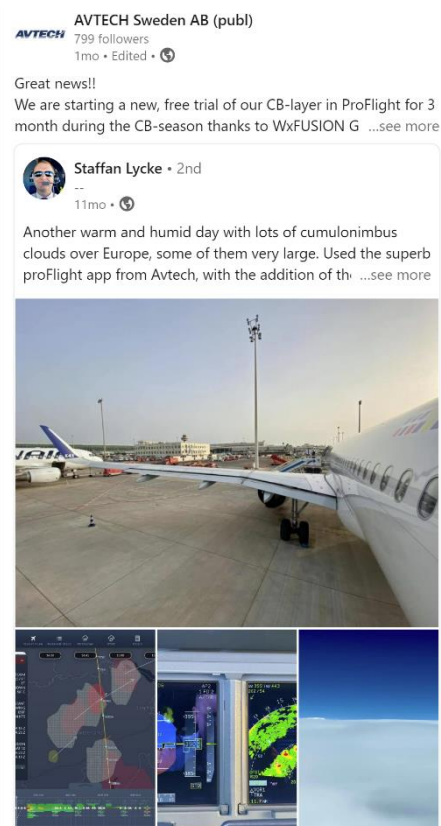 AVTECH
AVTECH Sweden AB (publ)
799 followers
1mo • Edited •
Great news!!
We are starting a new, free trial of our CB-layer in ProFlight for 3
month during the CB-season thanks to WxFUSION G ...see more
Staffan Lycke • 2nd
--
11mo •
Another warm and humid day with lots of cumulonimbus
clouds over Europe, some of them very large. Used the superb
proFlight app from Avtech, with the addition of th ...see more